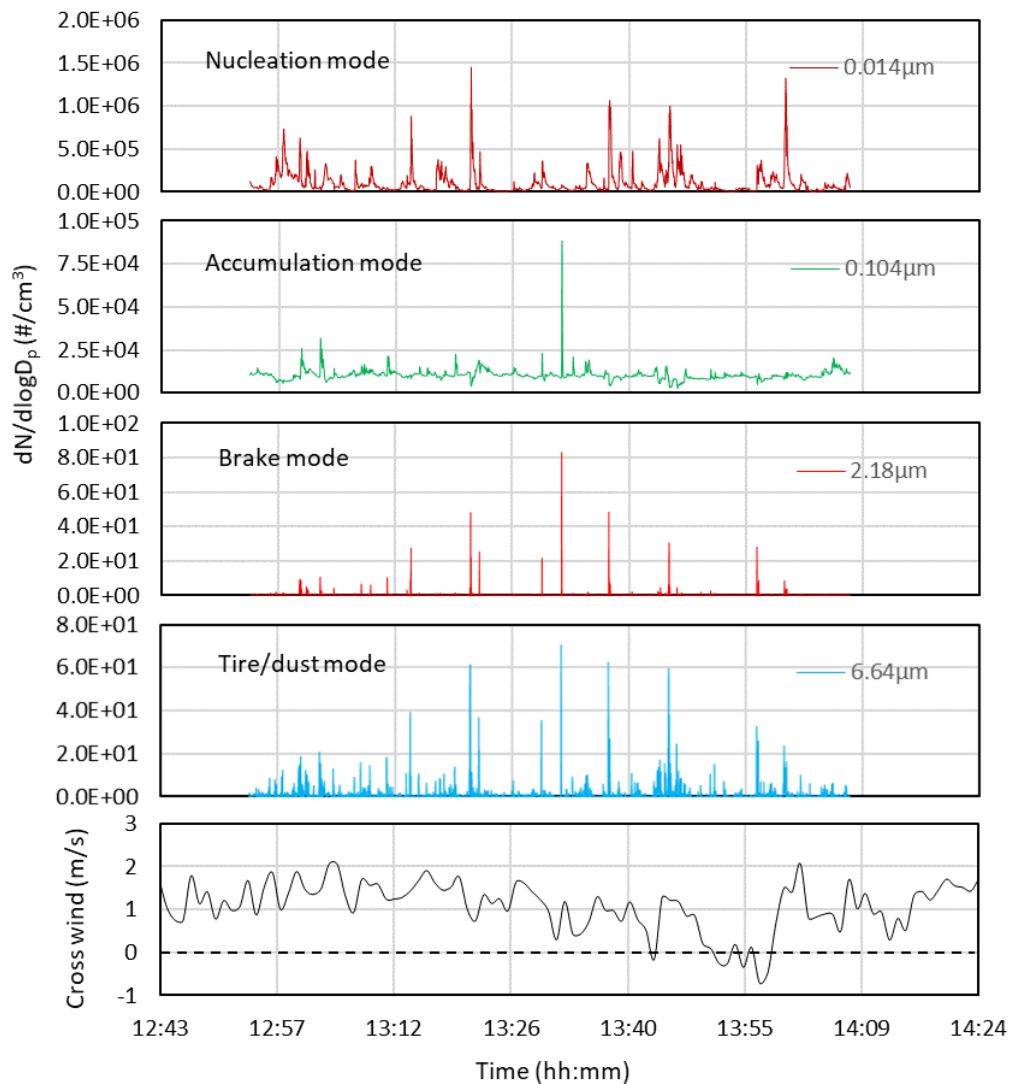 2.0E+06
1.5E+06
1.0E+06
5.0E+05
0.0E+00
Nucleation mode
0.014µm
1.0E+05
7.5E+04
5.0E+04
2.5E+04
0.0E+00
Accumulation mode
0.104µm
dN/dlogDp (#/cm³)
1.0E+02
8.0E+01
6.0E+01
4.0E+01
2.0E+01
0.0E+00
Brake mode
2.18µm
8.0E+01
6.0E+01
4.0E+01
2.0E+01
0.0E+00
Tire/dust mode
6.64µm
3
2
1
0
-1
Cross wind (m/s)
12:43 12:57 13:12 13:26 13:40 13:55 14:09 14:24
Time (hh:mm)